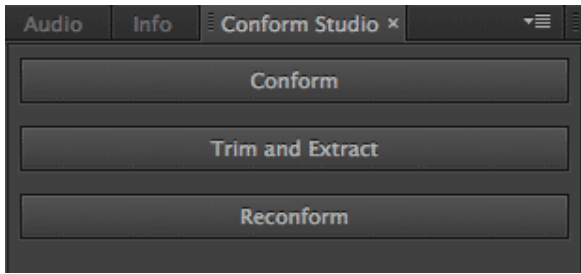 Audio Info Conform Studio ×
Conform
Trim and Extract
Reconform